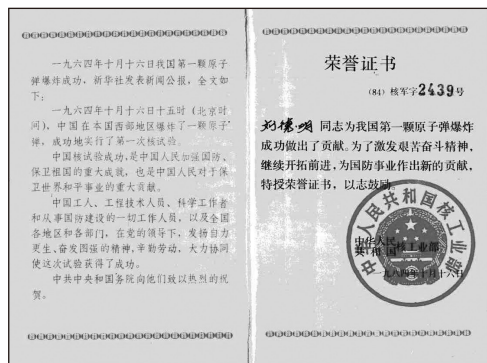 一九六四年十月十六日我国第一颗原子
弹爆炸成功，新华社发表新闻公报，全文如
下：
一九六四年十月十六日十五时（北京时
间），中国在本国西部地区爆炸了一颗原子
弹，成功地实行了第一次核试验。
中国核试验成功，是中国人民加强国防、
保卫祖国的重大成就，也是中国人民对于保
卫世界和平事业的重大贡献。
中国工人、工程技术人员、科学工作者
和从事国防建设的一切工作人员，以及全国
各地区和各部门，在党的领导下，发扬自力
更生、奋发图强的精神，辛勤劳动，大力协同
使这次试验获得了成功。
中共中央和国务院向他们致以热烈的祝
贺。
荣誉证书
(84) 核军字2439号
刘德明 同志为我国第一颗原子弹爆炸
成功做出了贡献。为了激发艰苦奋斗精神，
继续开拓前进，为国防事业作出新的贡献，
特授荣誉证书，以志鼓励。
中华人民
共和国核工业部
一九八四年十月十六日
中华人民共和国核工业部